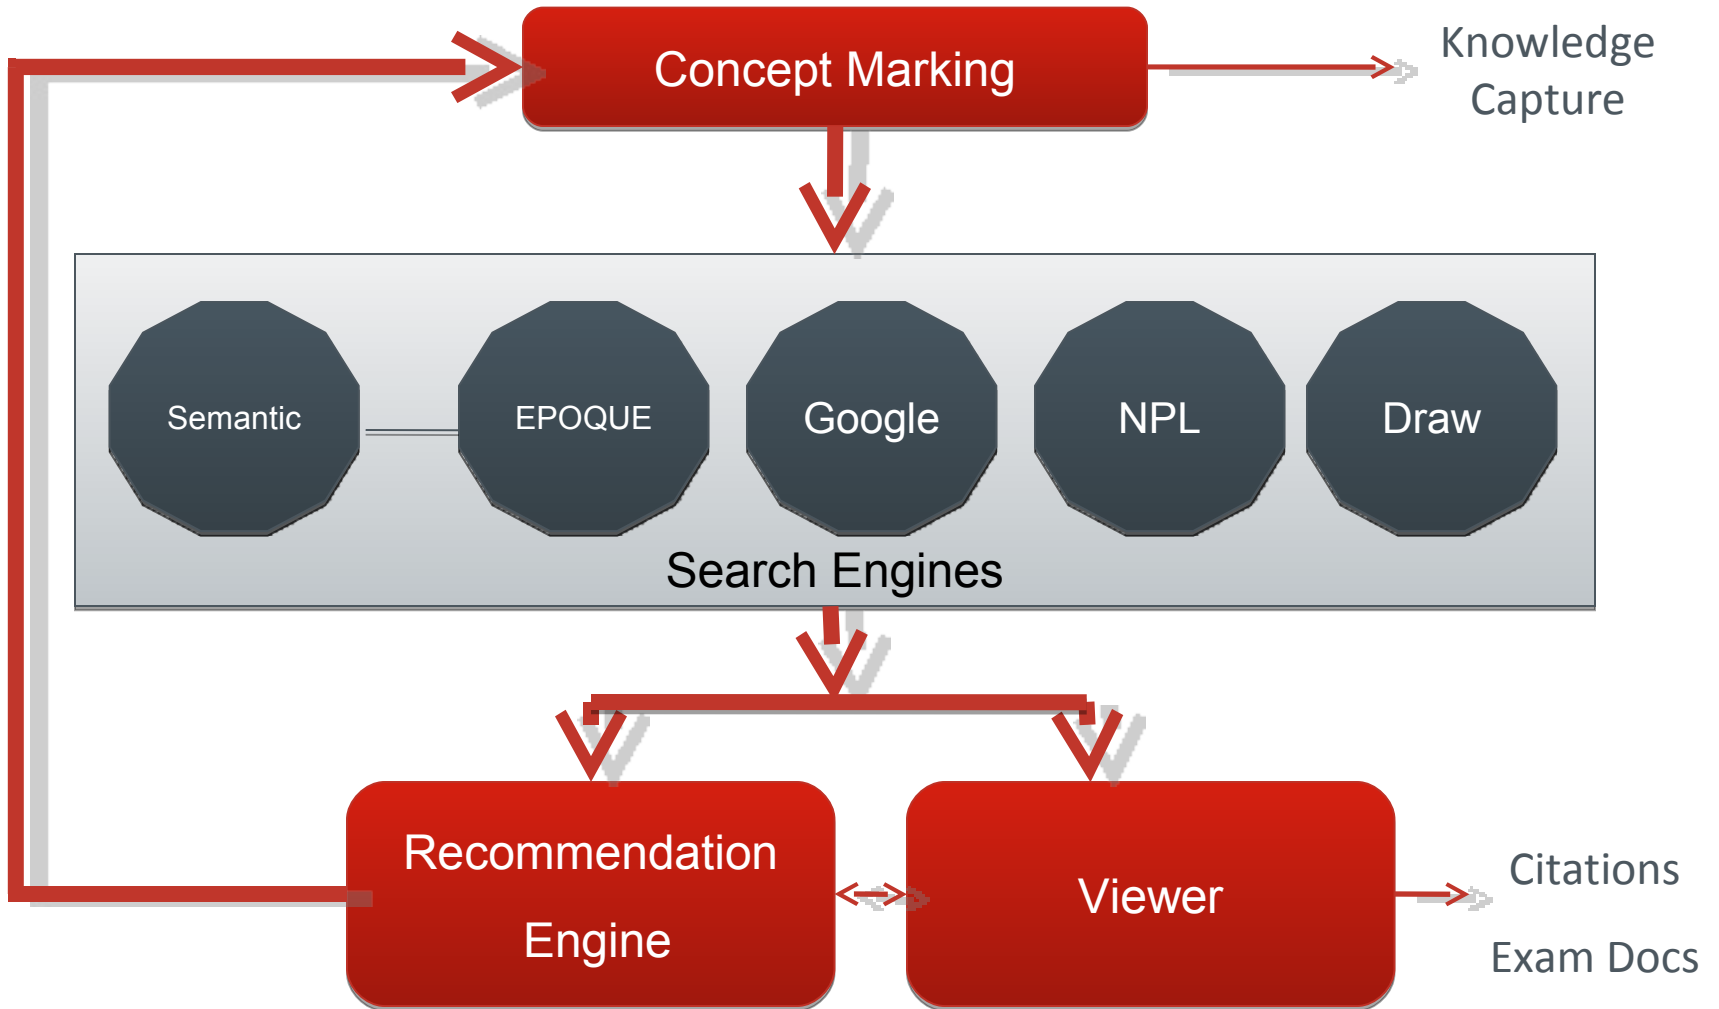 Concept Marking
Knowledge
Capture
Semantic
EPOQUE
Google
NPL
Draw
Search Engines
Recommendation
Engine
Viewer
Citations
Exam Docs